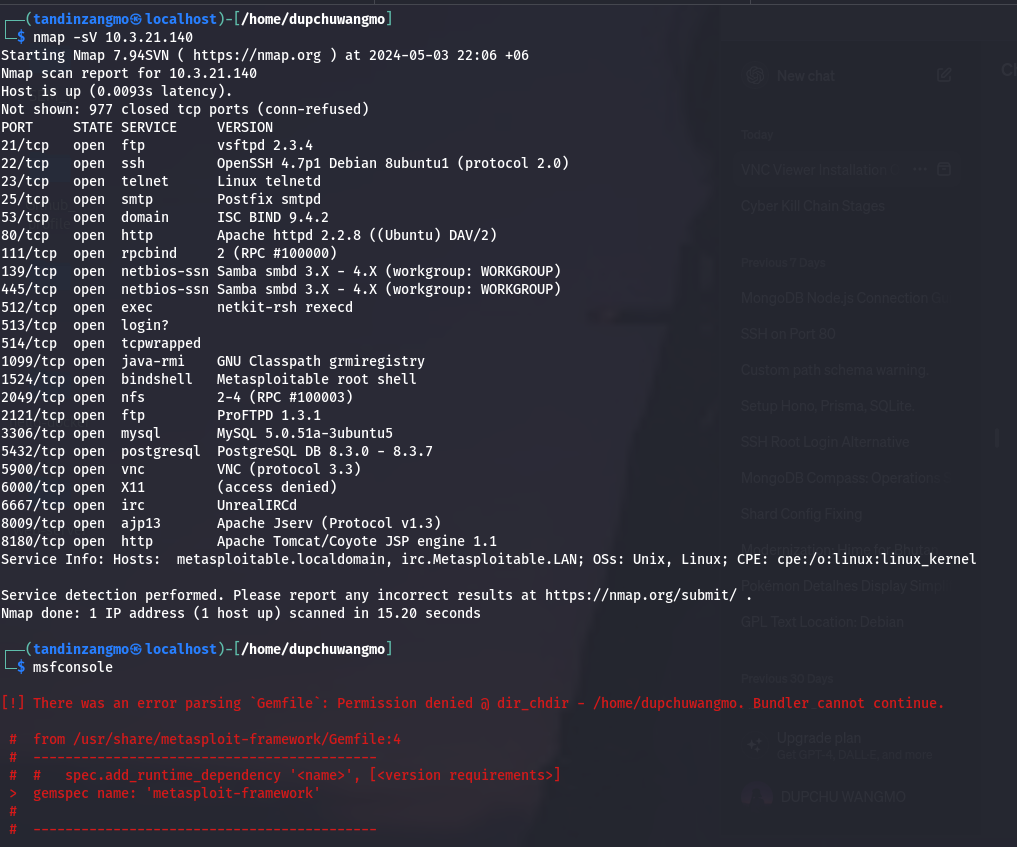 ┌──(tandinzangmo㉿localhost)-[/home/dupchuwangmo]
└─$ nmap -sV 10.3.21.140
Starting Nmap 7.94SVN ( https://nmap.org ) at 2024-05-03 22:06 +06
Nmap scan report for 10.3.21.140
Host is up (0.0093s latency).
Not shown: 977 closed tcp ports (conn-refused)
PORT     STATE SERVICE     VERSION
21/tcp   open  ftp         vsftpd 2.3.4
22/tcp   open  ssh         OpenSSH 4.7p1 Debian 8ubuntu1 (protocol 2.0)
23/tcp   open  telnet      Linux telnetd
25/tcp   open  smtp        Postfix smtpd
53/tcp   open  domain      ISC BIND 9.4.2
80/tcp   open  http        Apache httpd 2.2.8 ((Ubuntu) DAV/2)
111/tcp  open  rpcbind     2 (RPC #100000)
139/tcp  open  netbios-ssn Samba smbd 3.X - 4.X (workgroup: WORKGROUP)
445/tcp  open  netbios-ssn Samba smbd 3.X - 4.X (workgroup: WORKGROUP)
512/tcp  open  exec        netkit-rsh rexecd
513/tcp  open  login?
514/tcp  open  tcpwrapped
1099/tcp open  java-rmi    GNU Classpath grmiregistry
1524/tcp open  bindshell   Metasploitable root shell
2049/tcp open  nfs         2-4 (RPC #100003)
2121/tcp open  ftp         ProFTPD 1.3.1
3306/tcp open  mysql       MySQL 5.0.51a-3ubuntu5
5432/tcp open  postgresql  PostgreSQL DB 8.3.0 - 8.3.7
5900/tcp open  vnc         VNC (protocol 3.3)
6000/tcp open  X11         (access denied)
6667/tcp open  irc         UnrealIRCd
8009/tcp open  ajp13       Apache Jserv (Protocol v1.3)
8180/tcp open  http        Apache Tomcat/Coyote JSP engine 1.1
Service Info: Hosts:  metasploitable.localdomain, irc.Metasploitable.LAN; OSs: Unix, Linux; CPE: cpe:/o:linux:linux_kernel

Service detection performed. Please report any incorrect results at https://nmap.org/submit/ .
Nmap done: 1 IP address (1 host up) scanned in 15.20 seconds

┌──(tandinzangmo㉿localhost)-[/home/dupchuwangmo]
└─$ msfconsole

[!] There was an error parsing `Gemfile`: Permission denied @ dir_chdir - /home/dupchuwangmo. Bundler cannot continue.

 #  from /usr/share/metasploit-framework/Gemfile:4
 #  -------------------------------------------
 #  #   spec.add_runtime_dependency '<name>', [<version requirements>]
 >  gemspec name: 'metasploit-framework'
 #
 #  -------------------------------------------
New chat
Today
VNC Viewer Installation
Cyber Kill Chain Stages
Previous 7 Days
MongoDB Node.js Connection
SSH on Port 80
Custom path schema warning.
Setup Hono, Prisma, SQLite.
SSH Root Login Alternative
MongoDB Compass: Operation
Shard Config Fixing
Pokémon Detalhes Display
GPL Text Location: Debian
Previous 30 Days
Upgrade plan
Get GPT-4, DALL·E, and more
DUPCHU WANGMO